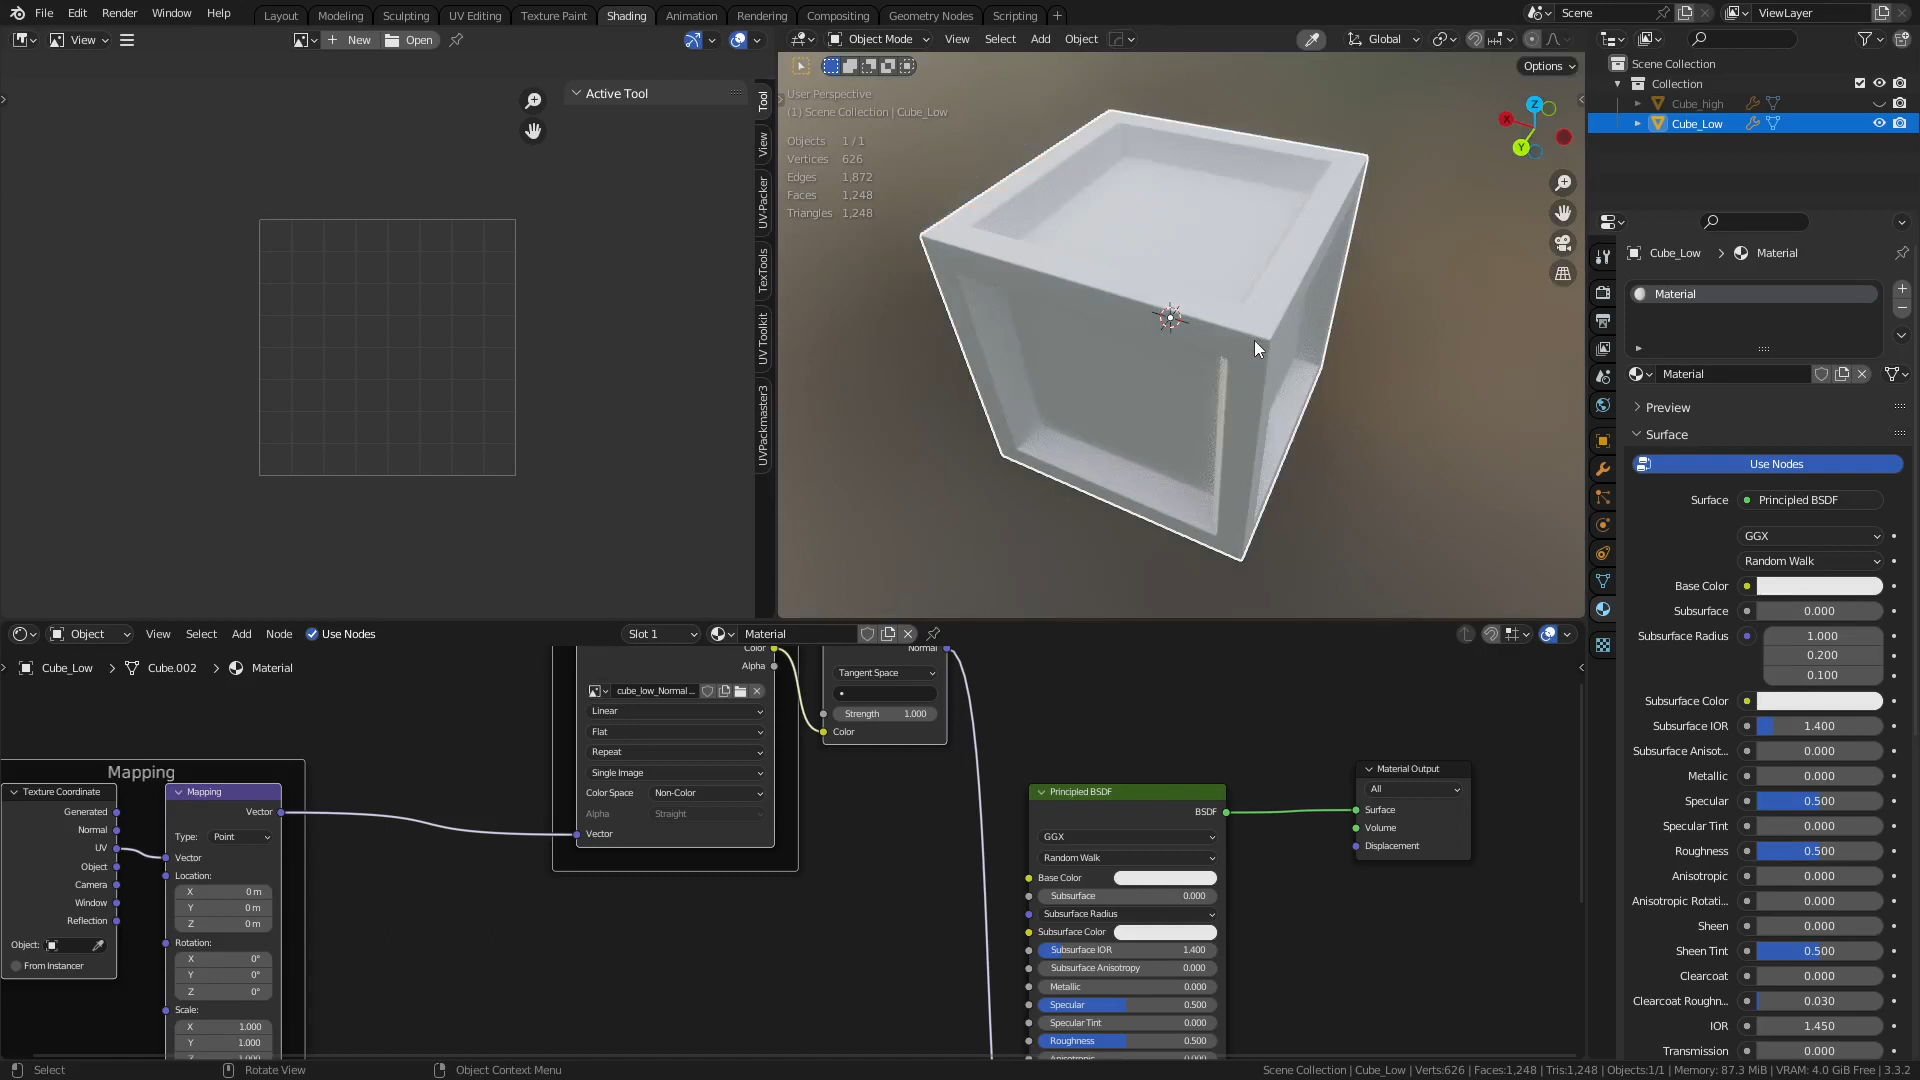 File Edit Render Window Help Layout Modeling Sculpting UV Editing Texture Paint Shading Animation Rendering Compositing Geometry Nodes Scripting +
Scene ViewLayer
View New Open
Object Mode View Select Add Object Global
Options
Active Tool
Tool
View
UV-Packer
TexTools
UV Toolkit
UVPackmaster3
User Perspective
(1) Scene Collection | Cube_Low
Objects 1 / 1
Vertices 626
Edges 1,872
Faces 1,248
Triangles 1,248
Z
X
Y
Scene Collection
Collection
Cube_high
Cube_Low
Cube_Low > Material
Material
Material
Preview
Surface
Use Nodes
Surface Principled BSDF
GGX
Random Walk
Base Color
Subsurface 0.000
Subsurface Radius 1.000
0.200
0.100
Subsurface Color
Subsurface IOR 1.400
Subsurface Anisot... 0.000
Metallic 0.000
Specular 0.500
Specular Tint 0.000
Roughness 0.500
Anisotropic 0.000
Anisotropic Rotati... 0.000
Sheen 0.000
Sheen Tint 0.500
Clearcoat 0.000
Clearcoat Roughn... 0.030
IOR 1.450
Transmission 0.000
Object View Select Add Node Use Nodes Slot 1 Material
Cube_Low > Cube.002 > Material
Mapping
Texture Coordinate
Generated
Normal
UV
Object
Camera
Window
Reflection
Object:
From Instancer
Mapping
Vector
Type: Point
Vector
Location:
X 0 m
Y 0 m
Z 0 m
Rotation:
X 0°
Y 0°
Z 0°
Scale:
X 1.000
Y 1.000
Z 1.000
Color
Alpha
cube_low_Normal...
Linear
Flat
Repeat
Single Image
Color Space Non-Color
Alpha Straight
Vector
Normal
Tangent Space
Strength 1.000
Color
Principled BSDF
BSDF
GGX
Random Walk
Base Color
Subsurface 0.000
Subsurface Radius
Subsurface Color
Subsurface IOR 1.400
Subsurface Anisotropy 0.000
Metallic 0.000
Specular 0.500
Specular Tint 0.000
Roughness 0.500
Anisotropic 0.000
Material Output
All
Surface
Volume
Displacement
Select Rotate View Object Context Menu Scene Collection | Cube_Low | Verts:626 | Faces:1,248 | Tris:1,248 | Objects:1/1 | Memory: 87.3 MiB | VRAM: 4.0 GiB Free | 3.3.2